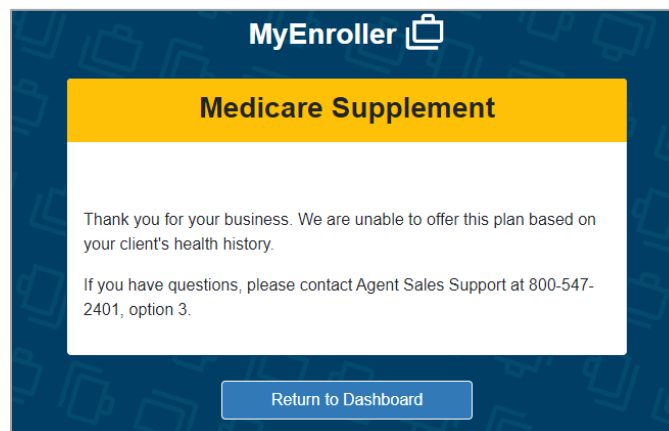 MyEnroller
Medicare Supplement
Thank you for your business. We are unable to offer this plan based on
your client's health history.
If you have questions, please contact Agent Sales Support at 800-547-
2401, option 3.
Return to Dashboard